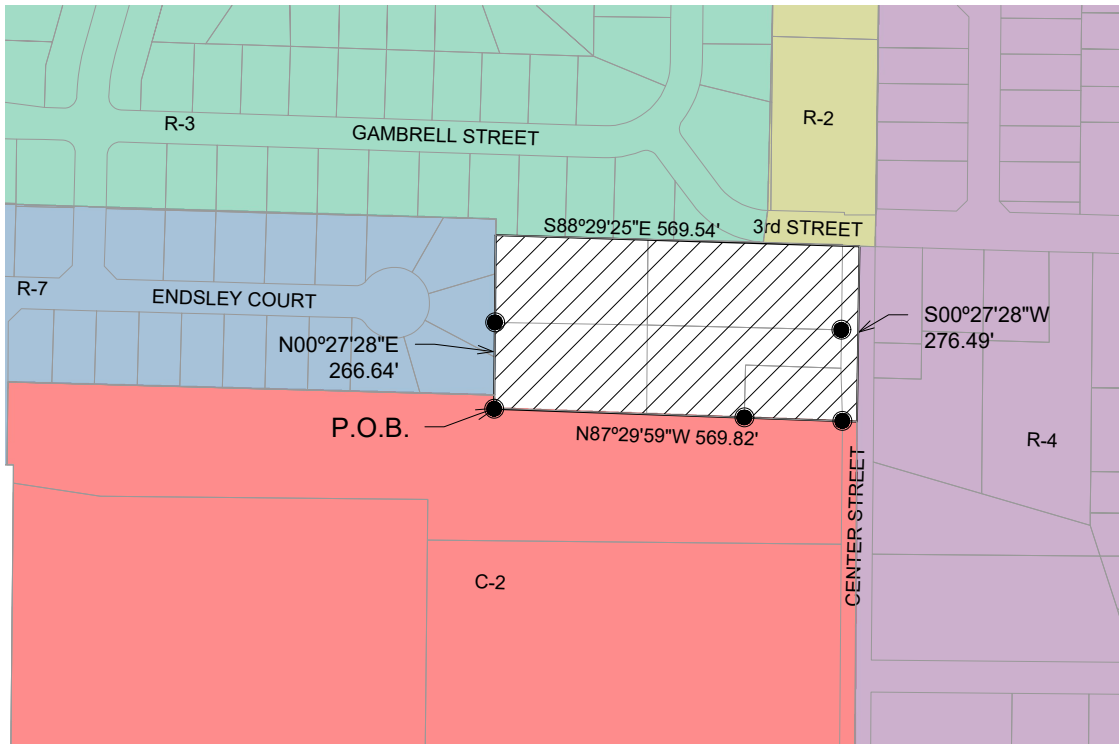 R-3
GAMBRELL STREET
R-2
S88º29'25"E 569.54'
3rd STREET
R-7
ENDSLEY COURT
S00º27'28"W
276.49'
N00º27'28"E
266.64'
P.O.B.
N87º29'59"W 569.82'
R-4
CENTER STREET
C-2